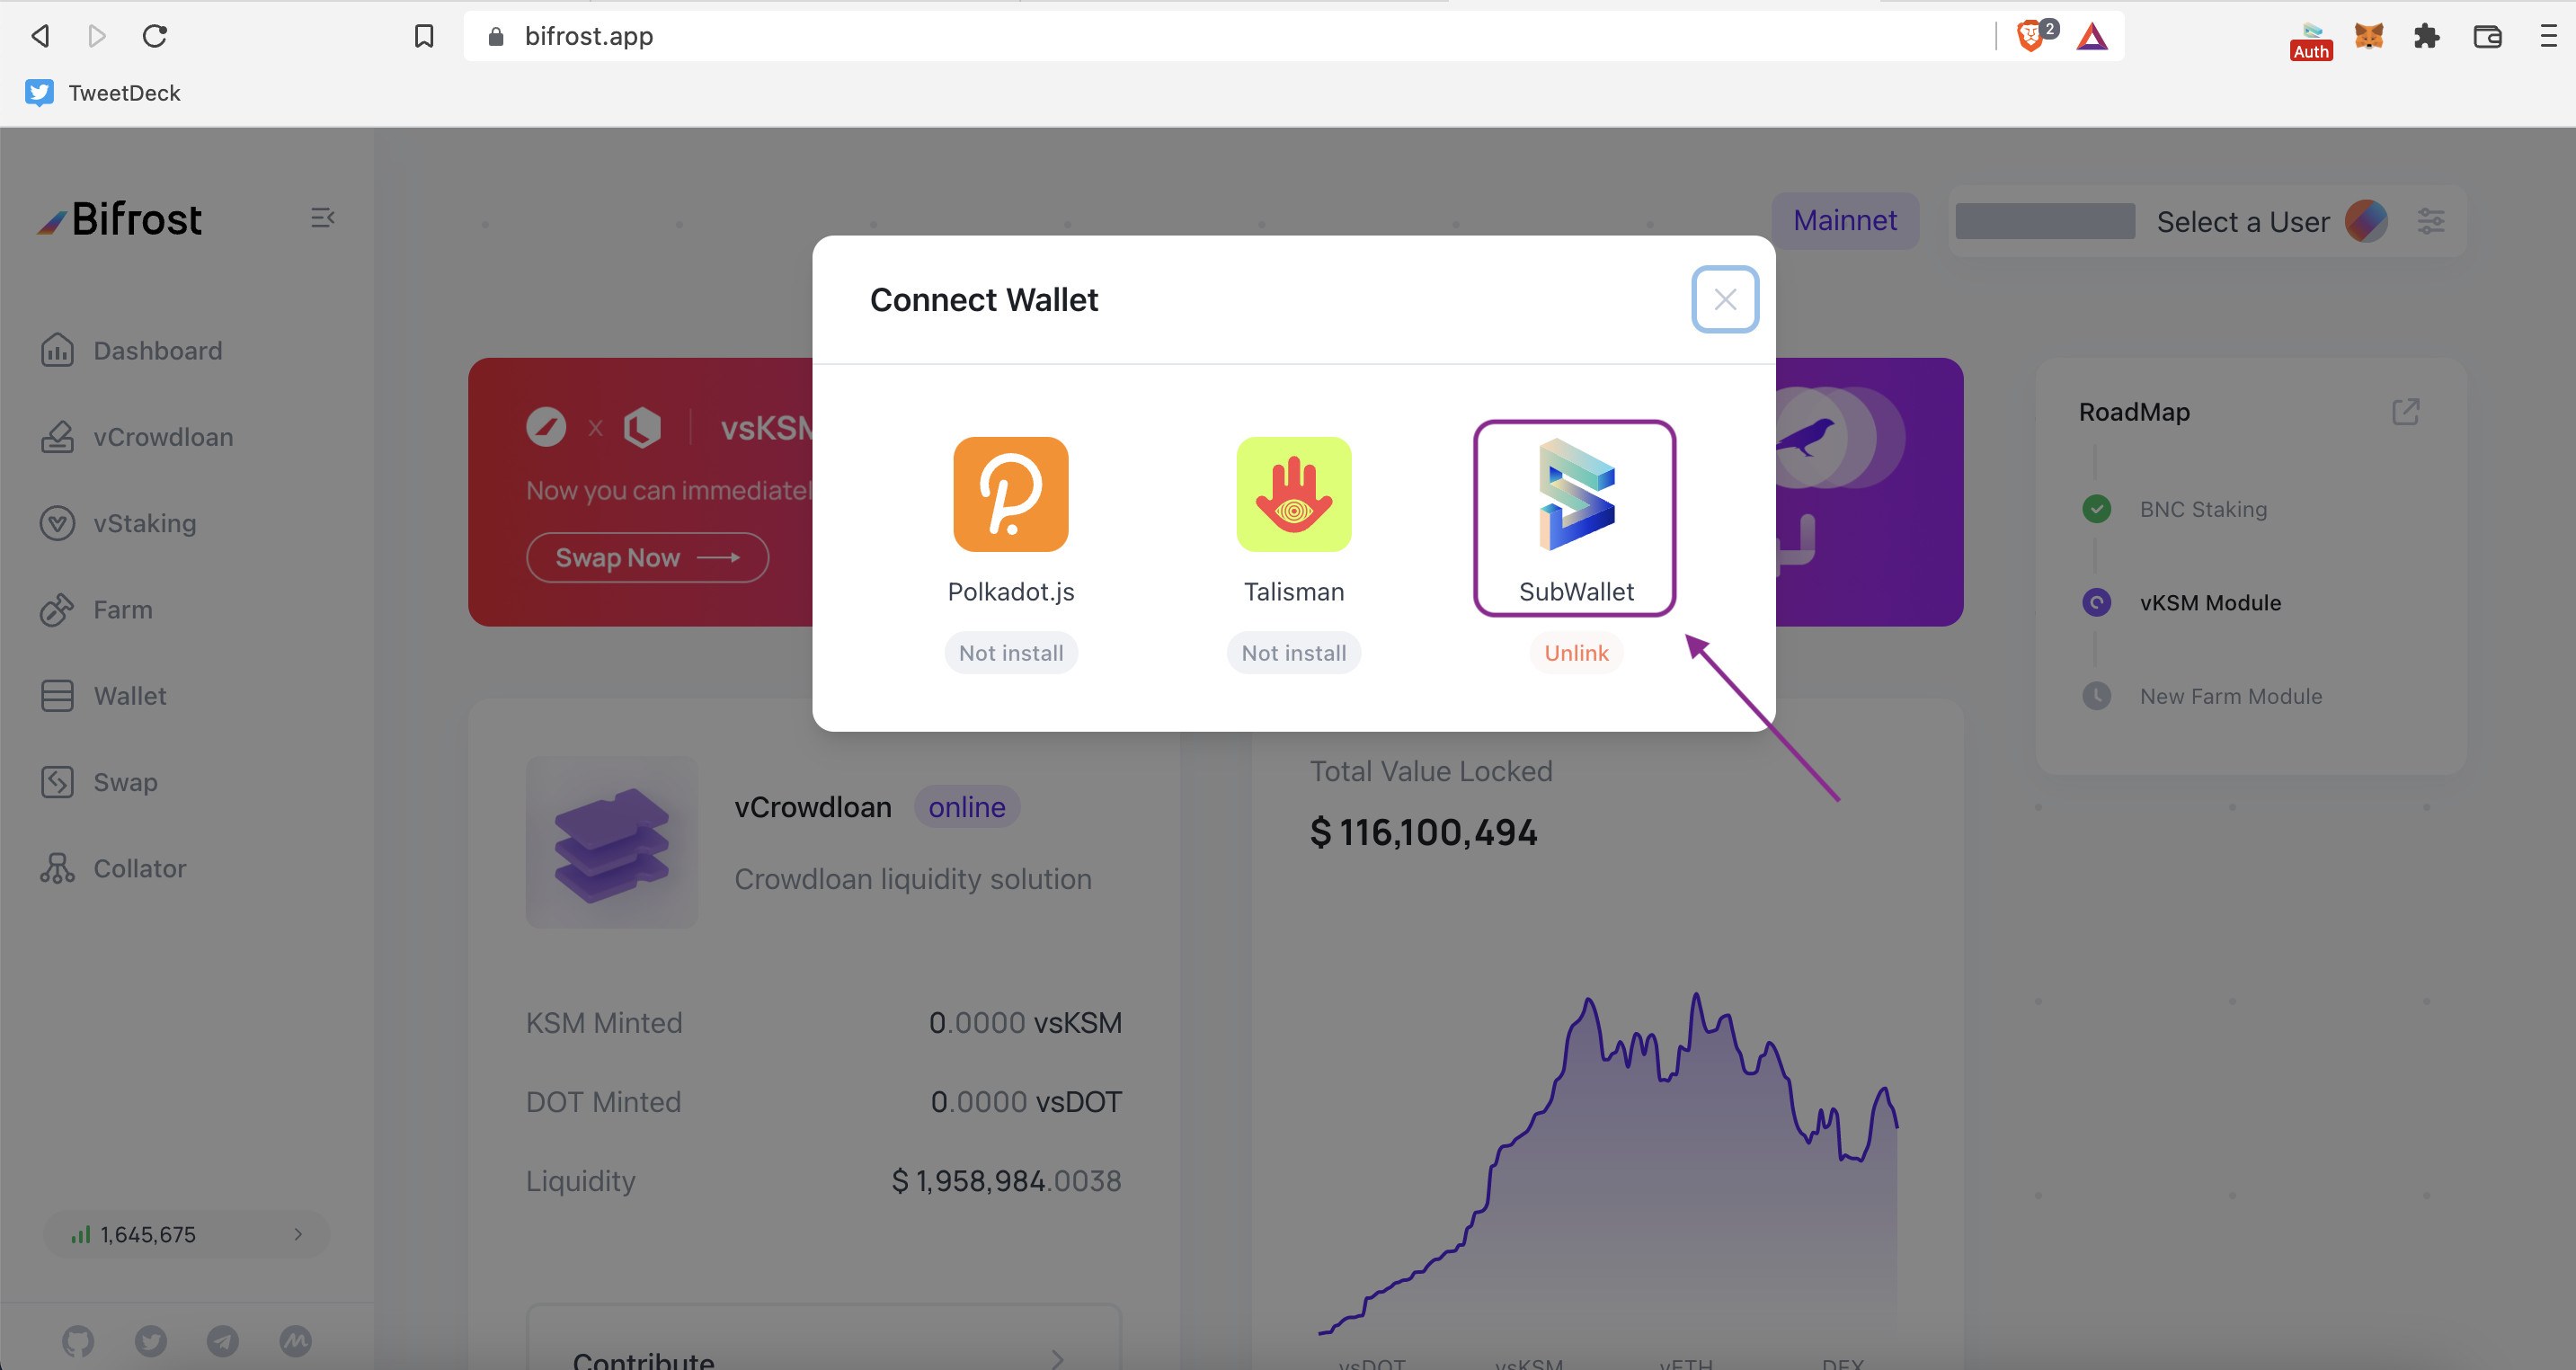 bifrost.app
2
Auth
TweetDeck
Bifrost
Dashboard
vCrowdloan
vStaking
Farm
Wallet
Swap
Collator
1,645,675
Mainnet
Select a User
Connect Wallet
Polkadot.js
Talisman
SubWallet
Not install
Not install
Unlink
x
vsKSM
Now you can immediatel
Swap Now
RoadMap
BNC Staking
vKSM Module
New Farm Module
vCrowdloan online
Crowdloan liquidity solution
KSM Minted 0.0000 vsKSM
DOT Minted 0.0000 vsDOT
Liquidity $ 1,958,984.0038
Contribute
Total Value Locked
$ 116,100,494
vsDOT vsKSM vETH DEX